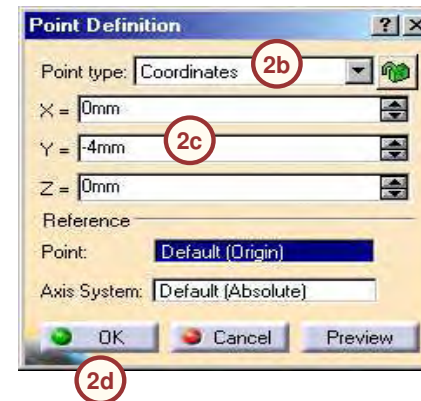 Point Definition ? ×
Point type: Coordinates 2b
X = 0mm
Y = -4mm 2c
Z = 0mm
Reference
Point: Default (Origin)
Axis System: Default (Absolute)
OK Cancel Preview
2d